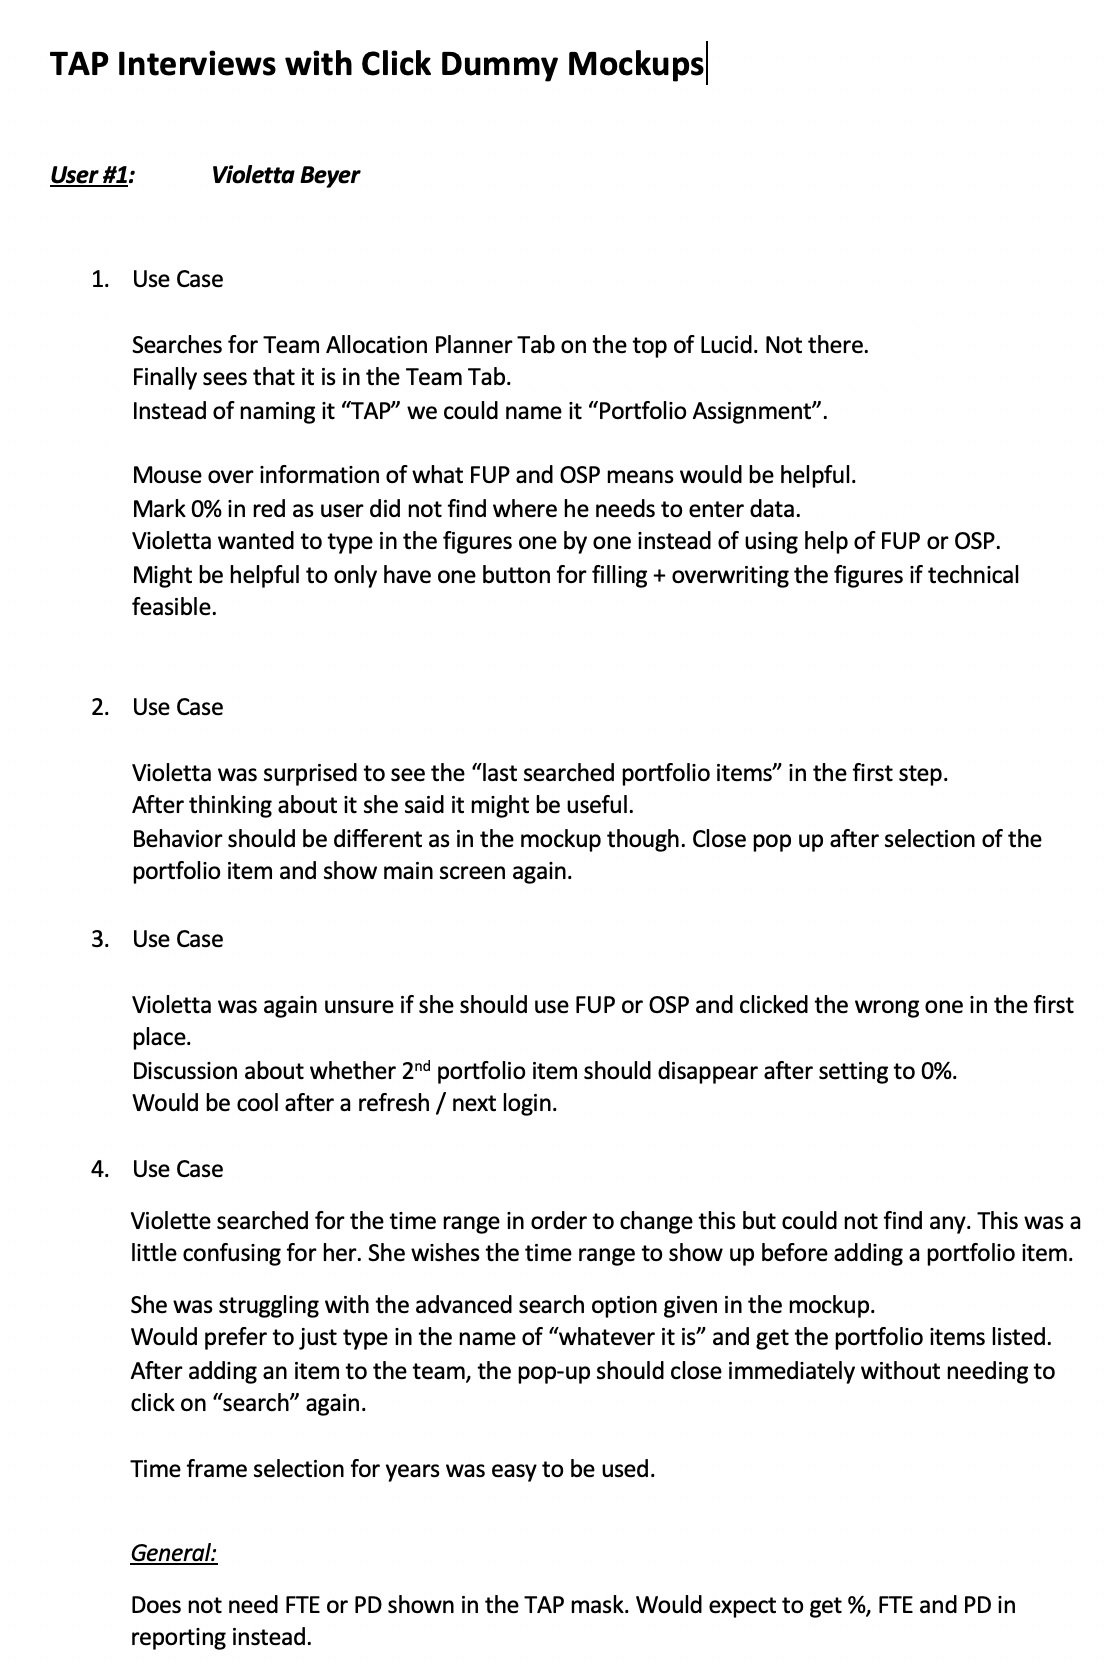 TAP Interviews with Click Dummy Mockups
User #1: Violetta Beyer
1. Use Case
Searches for Team Allocation Planner Tab on the top of Lucid. Not there.
Finally sees that it is in the Team Tab.
Instead of naming it “TAP” we could name it “Portfolio Assignment”.
Mouse over information of what FUP and OSP means would be helpful.
Mark 0% in red as user did not find where he needs to enter data.
Violetta wanted to type in the figures one by one instead of using help of FUP or OSP.
Might be helpful to only have one button for filling + overwriting the figures if technical
feasible.
2. Use Case
Violetta was surprised to see the “last searched portfolio items” in the first step.
After thinking about it she said it might be useful.
Behavior should be different as in the mockup though. Close pop up after selection of the
portfolio item and show main screen again.
3. Use Case
Violetta was again unsure if she should use FUP or OSP and clicked the wrong one in the first
place.
Discussion about whether 2nd portfolio item should disappear after setting to 0%.
Would be cool after a refresh / next login.
4. Use Case
Violette searched for the time range in order to change this but could not find any. This was a
little confusing for her. She wishes the time range to show up before adding a portfolio item.
She was struggling with the advanced search option given in the mockup.
Would prefer to just type in the name of “whatever it is” and get the portfolio items listed.
After adding an item to the team, the pop-up should close immediately without needing to
click on “search” again.
Time frame selection for years was easy to be used.
General:
Does not need FTE or PD shown in the TAP mask. Would expect to get %, FTE and PD in
reporting instead.